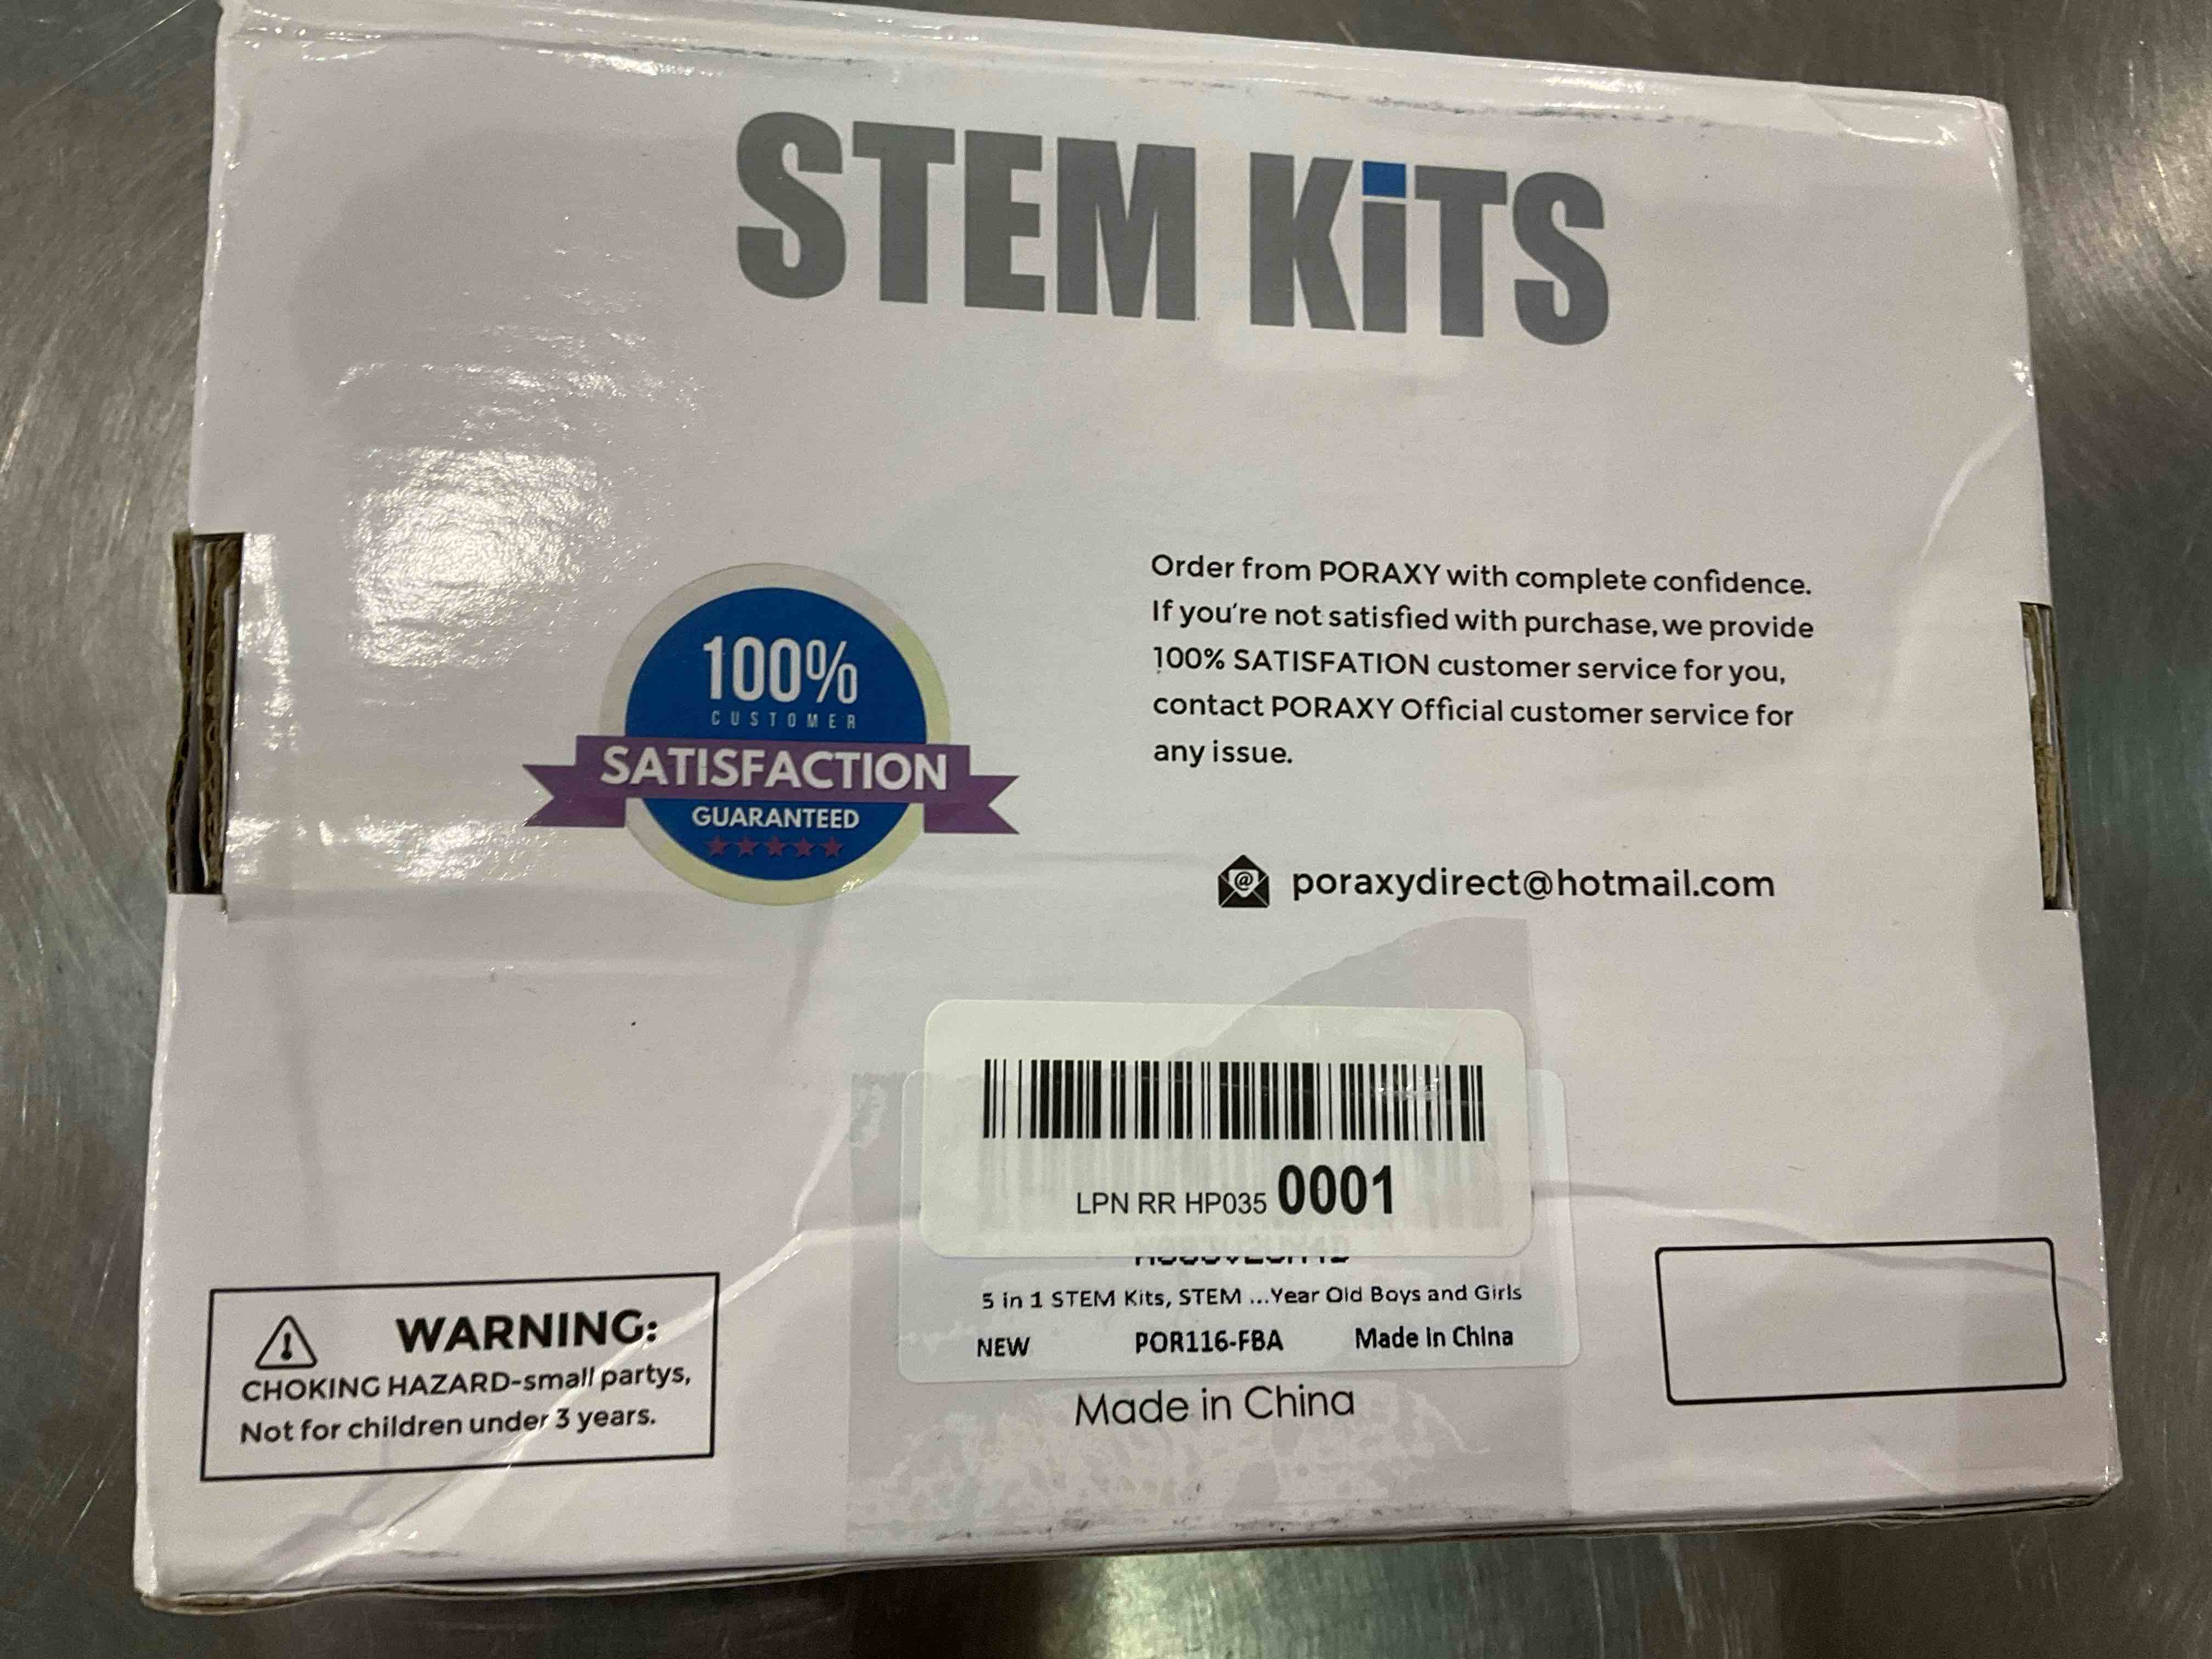 STEM KiTS
100%
CUSTOMER
SATISFACTION
GUARANTEED
Order from PORAXY with complete confidence.
If you're not satisfied with purchase, we provide
100% SATISFATION customer service for you,
contact PORAXY Official customer service for
any issue.
@ poraxydirect@hotmail.com
LPN RR HP035 0001
5 in 1 STEM Kits, STEM ...Year Old Boys and Girls
NEW POR116-FBA Made in China
Made in China
WARNING:
CHOKING HAZARD-small partys,
Not for children under 3 years.